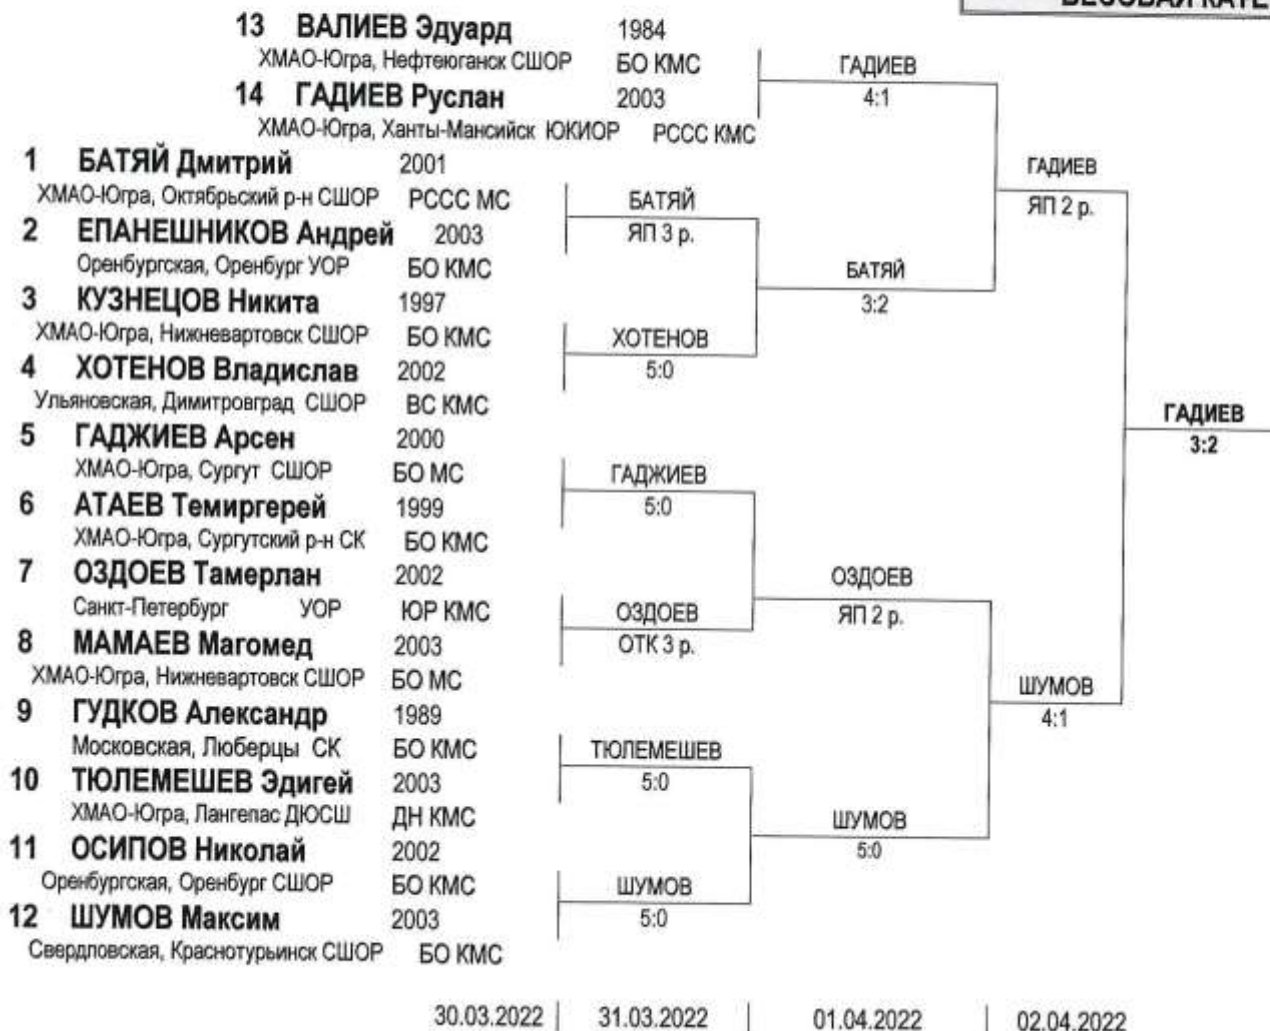 ВЕСОВАЯ КАТЕ
13 ВАЛИЕВ Эдуард 1984
ХМАО-Югра, Нефтеюганск СШОР БО КМС
ГАДИЕВ
4:1
14 ГАДИЕВ Руслан 2003
ХМАО-Югра, Ханты-Мансийск ЮКИОР РССС КМС
1 БАТЯЙ Дмитрий 2001
ГАДИЕВ
ЯП 2 р.
ХМАО-Югра, Октябрьский р-н СШОР РССС МС
БАТЯЙ
ЯП 3 р.
2 ЕПАНЕШНИКОВ Андрей 2003
Оренбургская, Оренбург УОР БО КМС
БАТЯЙ
3:2
3 КУЗНЕЦОВ Никита 1997
ХМАО-Югра, Нижневартовск СШОР БО КМС
ХОТЕНОВ
5:0
4 ХОТЕНОВ Владислав 2002
Ульяновская, Димитровград СШОР ВС КМС
ГАДИЕВ
3:2
5 ГАДЖИЕВ Арсен 2000
ХМАО-Югра, Сургут СШОР БО МС
ГАДЖИЕВ
5:0
6 АТАЕВ Темиргерей 1999
ХМАО-Югра, Сургутский р-н СК БО КМС
7 ОЗДОЕВ Тамерлан 2002
ОЗДОЕВ
ЯП 2 р.
Санкт-Петербург УОР ЮР КМС
ОЗДОЕВ
ОТК 3 р.
8 МАМАЕВ Магомед 2003
ХМАО-Югра, Нижневартовск СШОР БО МС
ШУМОВ
4:1
9 ГУДКОВ Александр 1989
Московская, Люберцы СК БО КМС
ТЮЛЕМЕШЕВ
5:0
10 ТЮЛЕМЕШЕВ Эдигей 2003
ХМАО-Югра, Лангепас ДЮСШ ДН КМС
ШУМОВ
5:0
11 ОСИПОВ Николай 2002
Оренбургская, Оренбург СШОР БО КМС
ШУМОВ
5:0
12 ШУМОВ Максим 2003
Свердловская, Краснотурьинск СШОР БО КМС
30.03.2022 31.03.2022 01.04.2022 02.04.2022